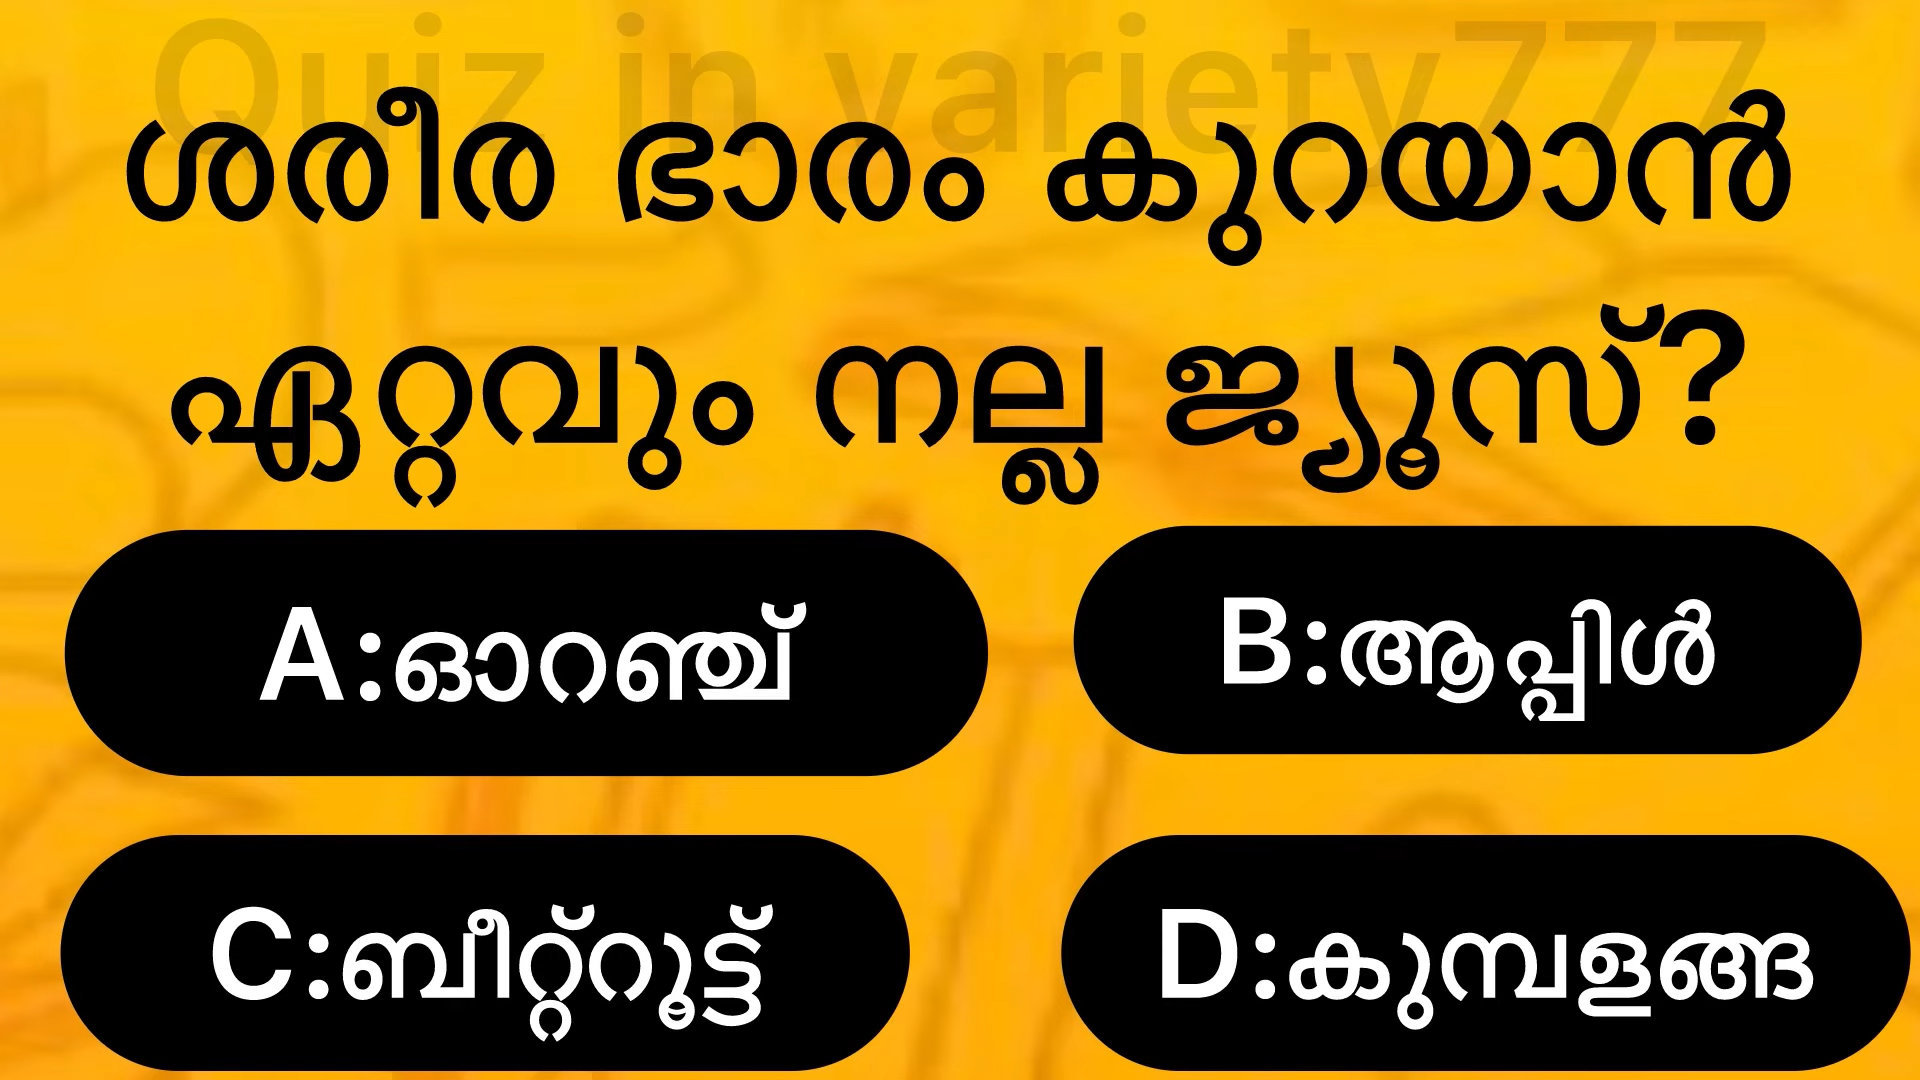 Quiz in variety777
ശരീര ഭാരം കുറയാൻ
ഏറ്റവും നല്ല ജ്യൂസ്?
A:ഓറഞ്ച്
B:ആപ്പിൾ
C:ബീറ്റ്റൂട്ട്
D:കുമ്പളങ്ങ